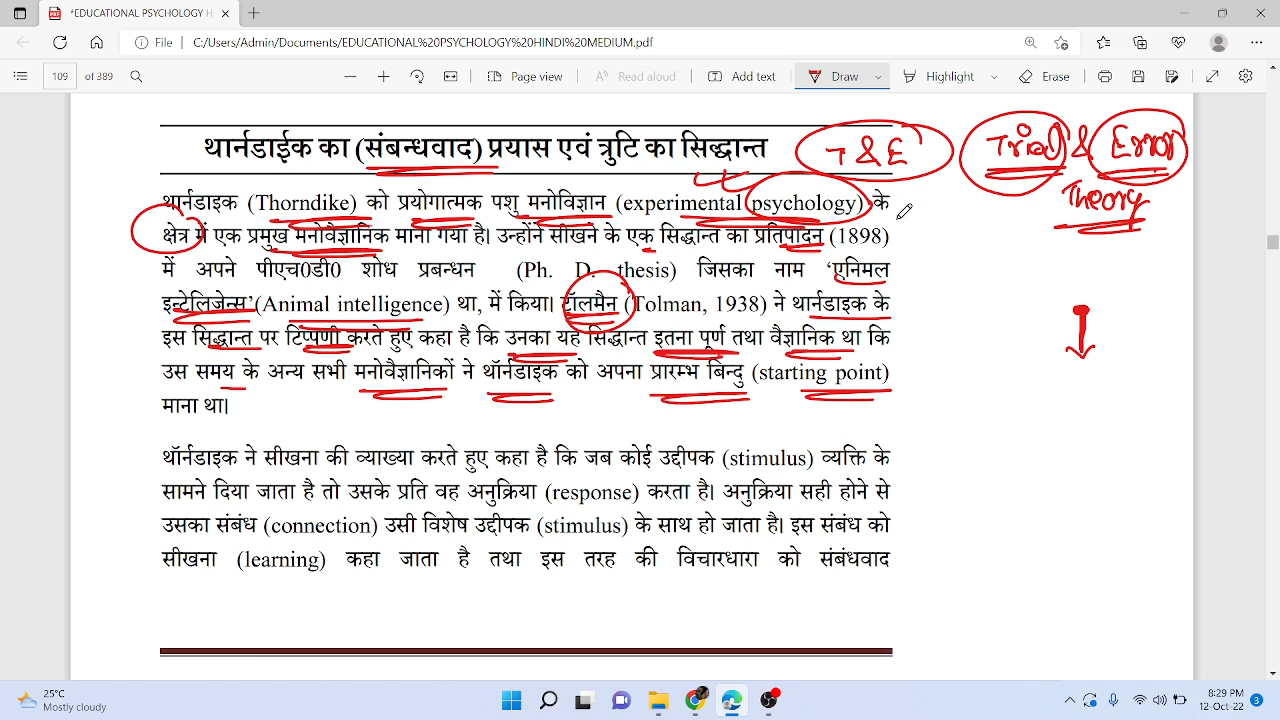 *EDUCATIONAL PSYCHOLOGY H
File C:/Users/Admin/Documents/EDUCATIONAL%20PSYCHOLOGY%20HINDI%20MEDIUM.pdf
109 of 389 Page view Read aloud Add text Draw Highlight Erase
थार्नडाईक का (संबन्धवाद) प्रयास एवं त्रुटि का सिद्धान्त
T & E Trial & Error
Theory
थार्नडाइक (Thorndike) को प्रयोगात्मक पशु मनोविज्ञान (experimental psychology) के
क्षेत्र में एक प्रमुख मनोवैज्ञानिक माना गया है। उन्होंने सीखने के एक सिद्धान्त का प्रतिपादन (1898)
में अपने पीएच0डी0 शोध प्रबन्धन (Ph. D. thesis) जिसका नाम 'एनिमल
इन्टेलिजेन्स'(Animal intelligence) था, में किया। टॉलमैन (Tolman, 1938) ने थार्नडाइक के
इस सिद्धान्त पर टिप्पणी करते हुए कहा है कि उनका यह सिद्धान्त इतना पूर्ण तथा वैज्ञानिक था कि
उस समय के अन्य सभी मनोवैज्ञानिकों ने थॉर्नडाइक को अपना प्रारम्भ बिन्दु (starting point)
माना था।
थॉर्नडाइक ने सीखना की व्याख्या करते हुए कहा है कि जब कोई उद्दीपक (stimulus) व्यक्ति के
सामने दिया जाता है तो उसके प्रति वह अनुक्रिया (response) करता है। अनुक्रिया सही होने से
उसका संबंध (connection) उसी विशेष उद्दीपक (stimulus) के साथ हो जाता है। इस संबंध को
सीखना (learning) कहा जाता है तथा इस तरह की विचारधारा को संबंधवाद
25°C
Mostly cloudy
8:29 PM
12-Oct-22
3